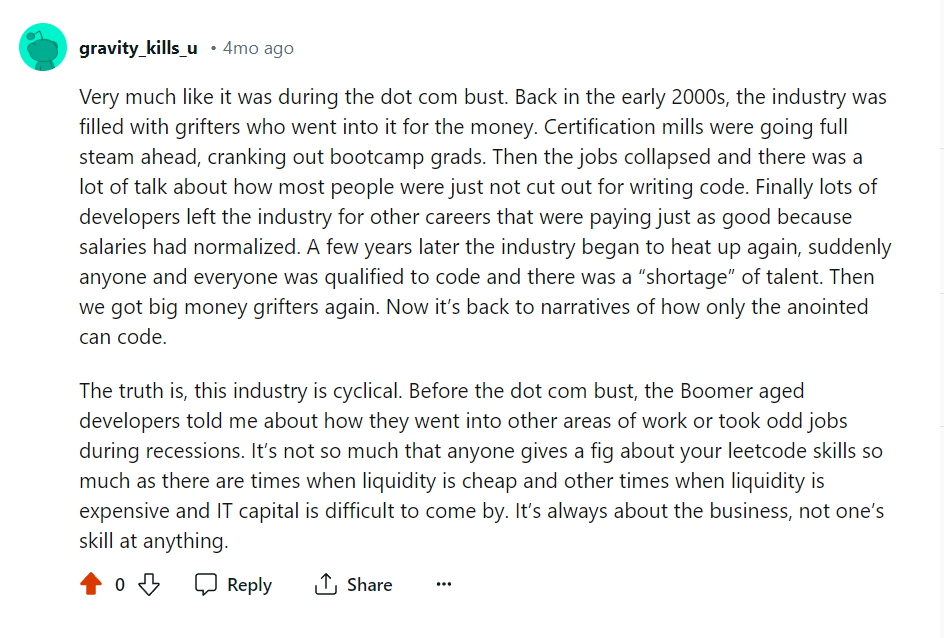 gravity_kills_u • 4mo ago
Very much like it was during the dot com bust. Back in the early 2000s, the industry was
filled with grifters who went into it for the money. Certification mills were going full
steam ahead, cranking out bootcamp grads. Then the jobs collapsed and there was a
lot of talk about how most people were just not cut out for writing code. Finally lots of
developers left the industry for other careers that were paying just as good because
salaries had normalized. A few years later the industry began to heat up again, suddenly
anyone and everyone was qualified to code and there was a “shortage” of talent. Then
we got big money grifters again. Now it’s back to narratives of how only the anointed
can code.
The truth is, this industry is cyclical. Before the dot com bust, the Boomer aged
developers told me about how they went into other areas of work or took odd jobs
during recessions. It’s not so much that anyone gives a fig about your leetcode skills so
much as there are times when liquidity is cheap and other times when liquidity is
expensive and IT capital is difficult to come by. It’s always about the business, not one’s
skill at anything.
0 Reply Share ...